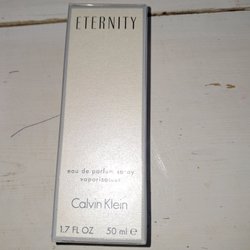 ETERNITY
eau de parfum spray
vaporisateur
Calvin Klein
1.7 FL OZ 50 ml e